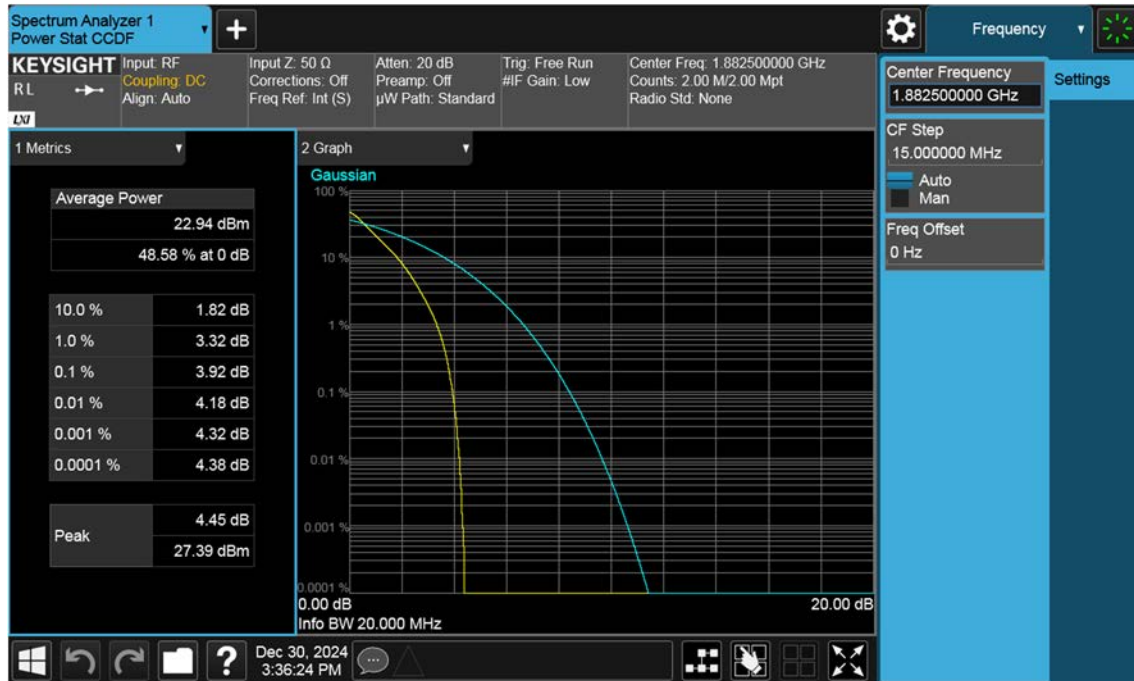 Spectrum Analyzer 1
Power Stat CCDF
+
Frequency
KEYSIGHT
R L
LXI
Input: RF
Coupling: DC
Align: Auto
Input Z: 50 Ω
Corrections: Off
Freq Ref: Int (S)
Atten: 20 dB
Preamp: Off
µW Path: Standard
Trig: Free Run
#IF Gain: Low
Center Freq: 1.882500000 GHz
Counts: 2.00 M/2.00 Mpt
Radio Std: None
Center Frequency
1.882500000 GHz
Settings
CF Step
15.000000 MHz
Auto
Man
Freq Offset
0 Hz
1 Metrics
Average Power
22.94 dBm
48.58 % at 0 dB
10.0 % 1.82 dB
1.0 % 3.32 dB
0.1 % 3.92 dB
0.01 % 4.18 dB
0.001 % 4.32 dB
0.0001 % 4.38 dB
Peak
4.45 dB
27.39 dBm
2 Graph
Gaussian
100 %
10 %
1 %
0.1 %
0.01 %
0.001 %
0.0001 %
0.00 dB 20.00 dB
Info BW 20.000 MHz
?
Dec 30, 2024
3:36:24 PM